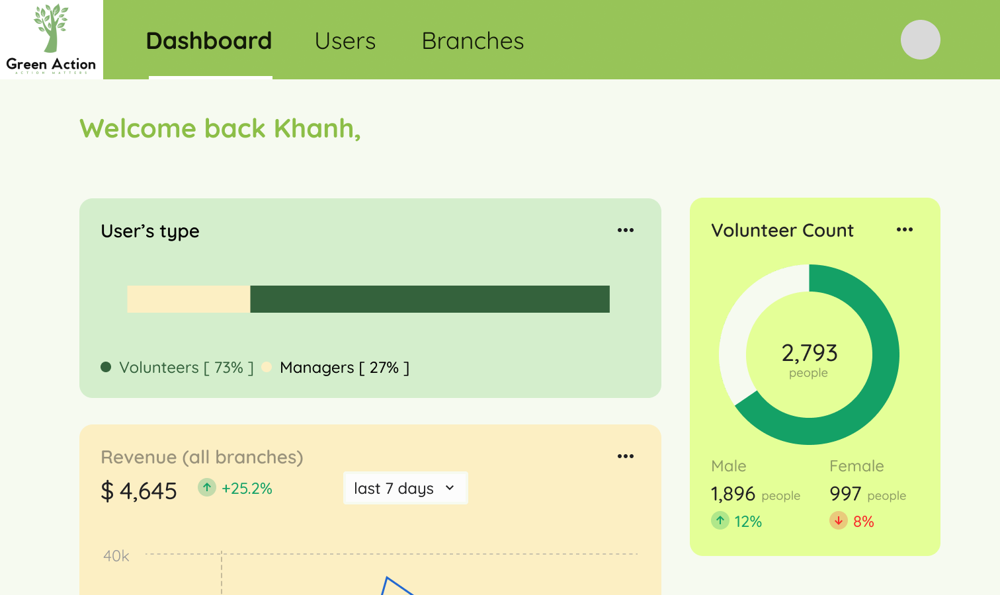 Green Action
ACTION MATTERS
Dashboard Users Branches
Welcome back Khanh,
User's type
Volunteers [ 73% ] Managers [ 27% ]
Revenue (all branches)
$ 4,645 +25.2% last 7 days
40k
Volunteer Count
2,793
people
Male Female
1,896 people 997 people
12% 8%